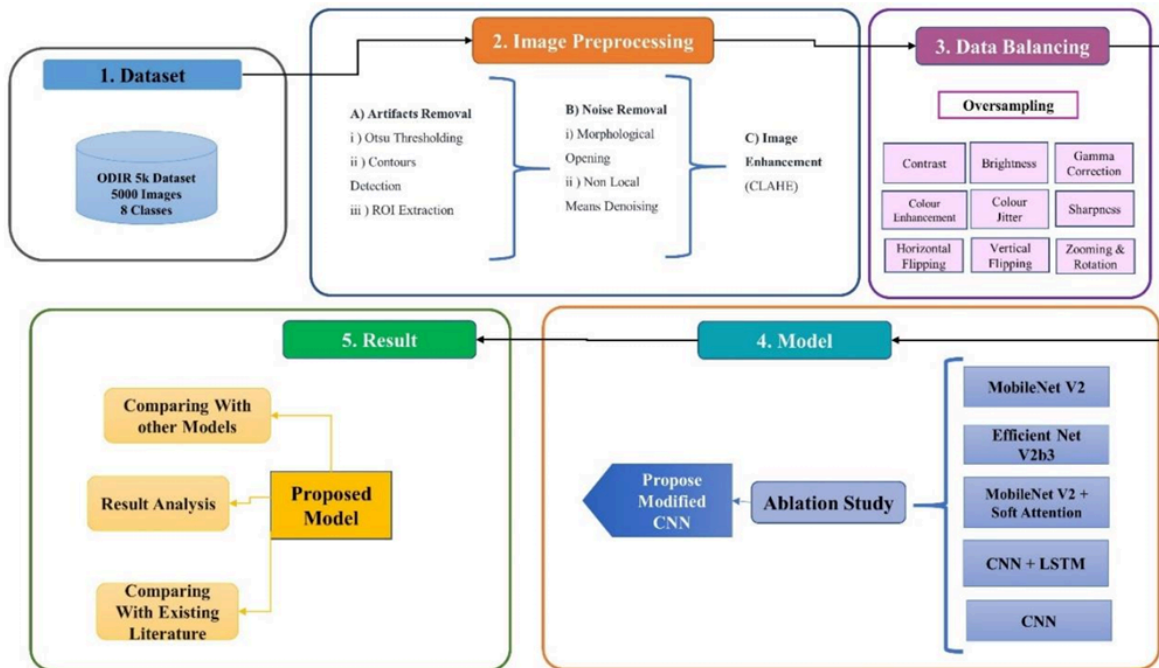 1. Dataset
ODIR 5k Dataset
5000 Images
8 Classes
2. Image Preprocessing
A) Artifacts Removal
i ) Otsu Thresholding
ii ) Contours
Detection
iii ) ROI Extraction
B) Noise Removal
i) Morphological
Opening
ii ) Non Local
Means Denoising
C) Image
Enhancement
(CLAHE)
3. Data Balancing
Oversampling
Contrast
Brightness
Gamma
Correction
Colour
Enhancement
Colour
Jitter
Sharpness
Horizontal
Flipping
Vertical
Flipping
Zooming &
Rotation
4. Model
MobileNet V2
Efficient Net
V2b3
MobileNet V2 +
Soft Attention
CNN + LSTM
CNN
Ablation Study
Propose
Modified
CNN
5. Result
Proposed
Model
Comparing With
other Models
Result Analysis
Comparing
With Existing
Literature